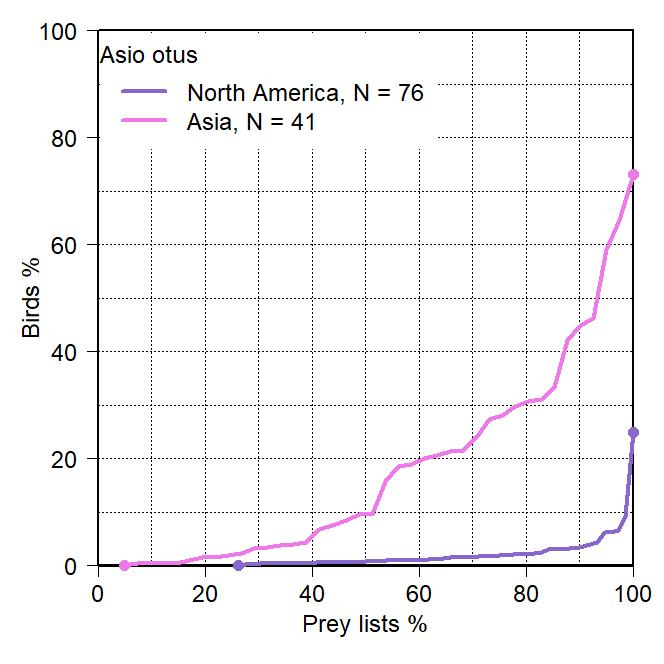 Asio otus
North America, N = 76
Asia, N = 41
100
80
60
40
20
0
Birds %
0 20 40 60 80 100
Prey lists %